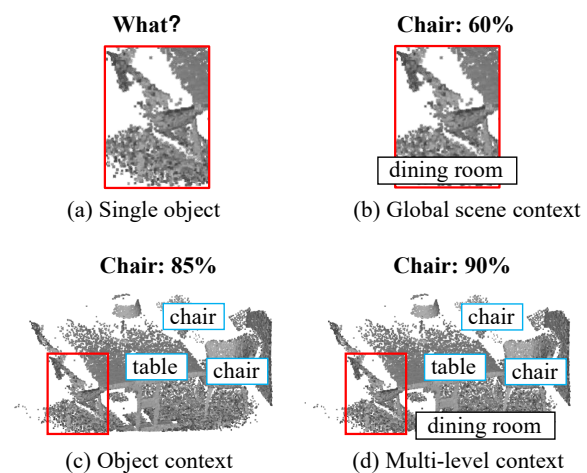 What?
Chair: 60%
dining room
(a) Single object
(b) Global scene context
Chair: 85%
Chair: 90%
chair
table
chair
chair
table
chair
dining room
(c) Object context
(d) Multi-level context